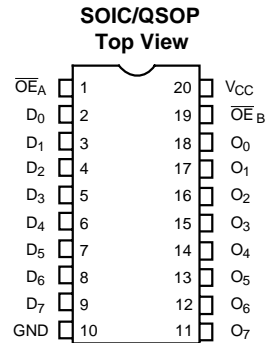 SOIC/QSOP
Top View
O̅E̅A 1 20 VCC
D0 2 19 O̅E̅B
D1 3 18 O0
D2 4 17 O1
D3 5 16 O2
D4 6 15 O3
D5 7 14 O4
D6 8 13 O5
D7 9 12 O6
GND 10 11 O7